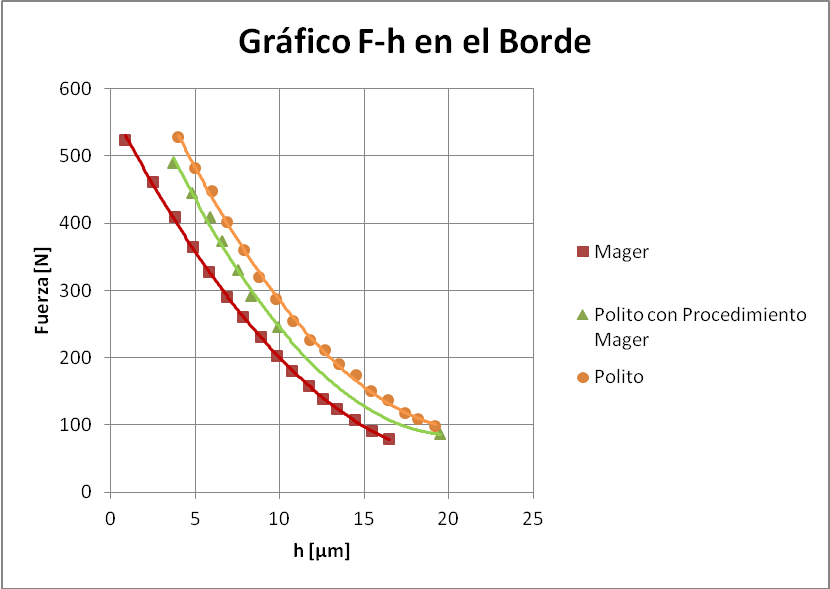 Gráfico F-h en el Borde
600
500
400
300
200
100
0
Fuerza [N]
0 5 10 15 20 25
h [µm]
Mager
Polito con Procedimiento
Mager
Polito